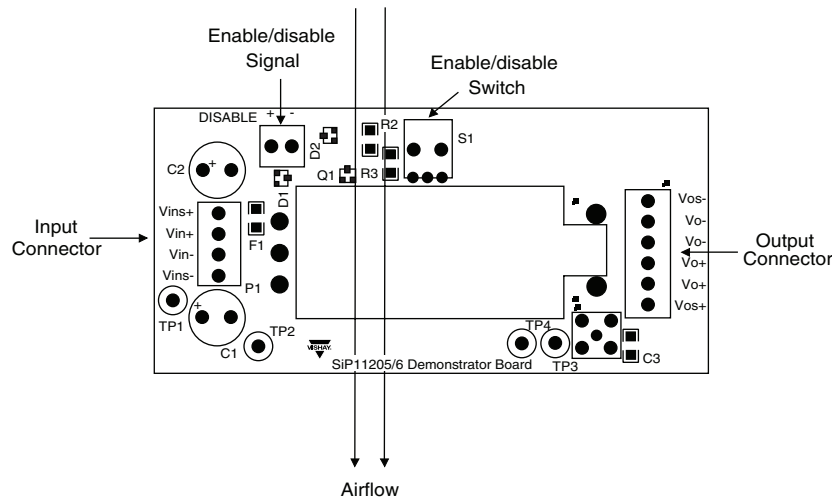 Enable/disable
Signal
Enable/disable
Switch
DISABLE
+ -
R2
S1
D2
C2
+
Q1
R3
D1
Vins+
Vin+
Vin-
Vins-
F1
P1
Input
Connector
Vos-
Vo-
Vo-
Vo+
Vo+
Vos+
Output
Connector
+
TP1
C1
TP2
VISHAY
SiP11205/6 Demonstrator Board
TP4
TP3
C3
Airflow